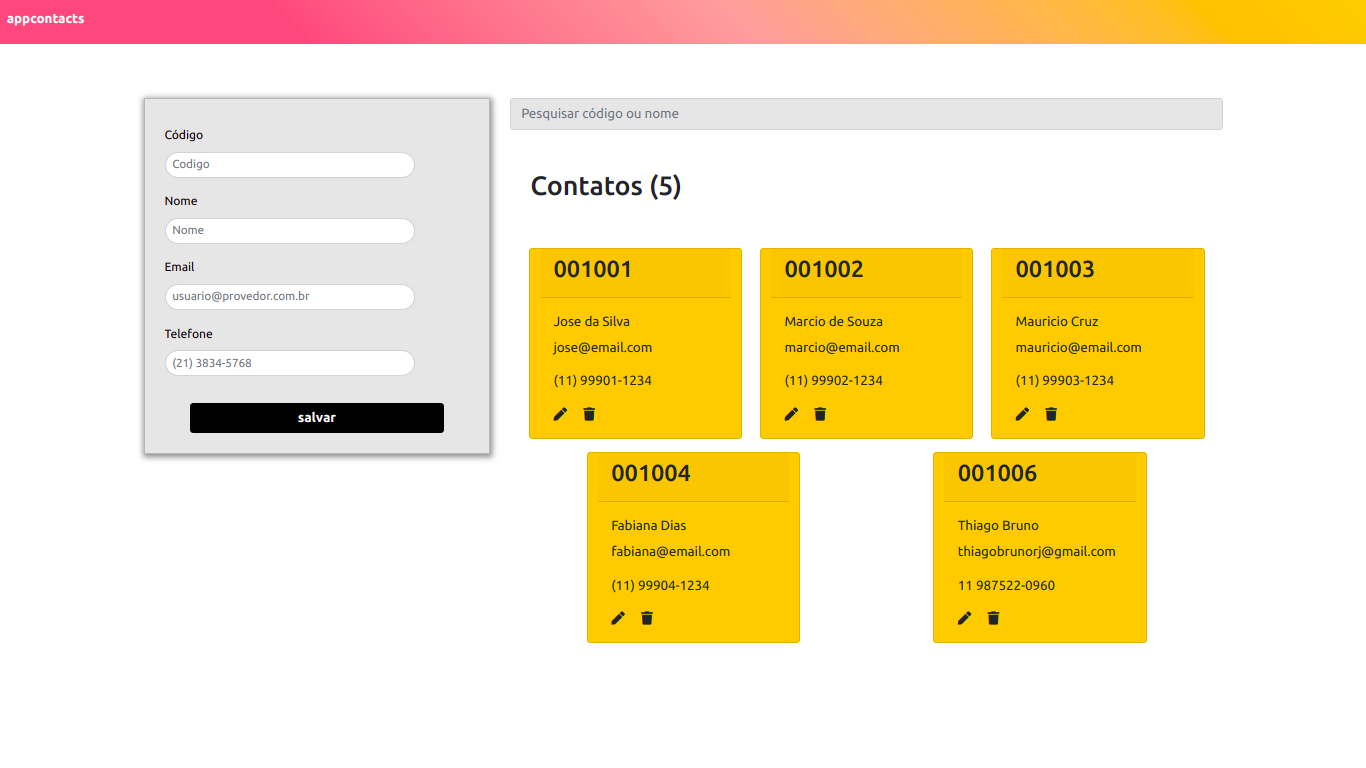 appcontacts
Código
Codigo
Nome
Nome
Email
usuario@provedor.com.br
Telefone
(21) 3834-5768
salvar
Pesquisar código ou nome
Contatos (5)
001001
Jose da Silva
jose@email.com
(11) 99901-1234
001002
Marcio de Souza
marcio@email.com
(11) 99902-1234
001003
Mauricio Cruz
mauricio@email.com
(11) 99903-1234
001004
Fabiana Dias
fabiana@email.com
(11) 99904-1234
001006
Thiago Bruno
thiagobrunorj@gmail.com
11 987522-0960